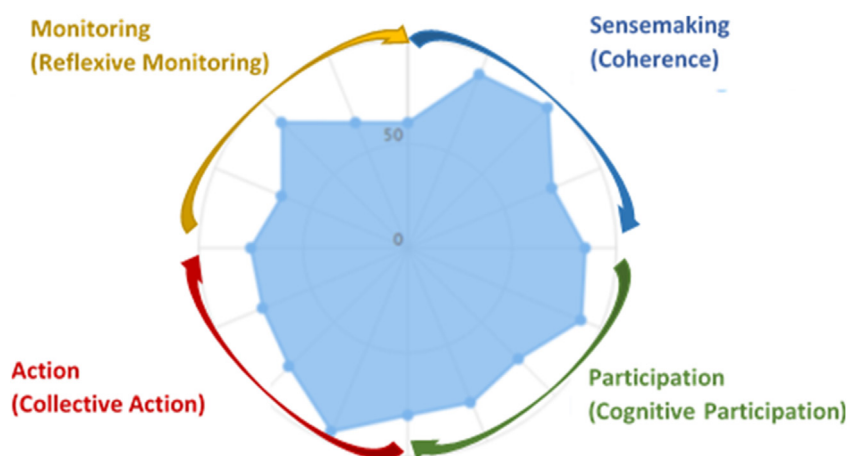 Monitoring
(Reflexive Monitoring)
Sensemaking
(Coherence)
50
0
Action
(Collective Action)
Participation
(Cognitive Participation)